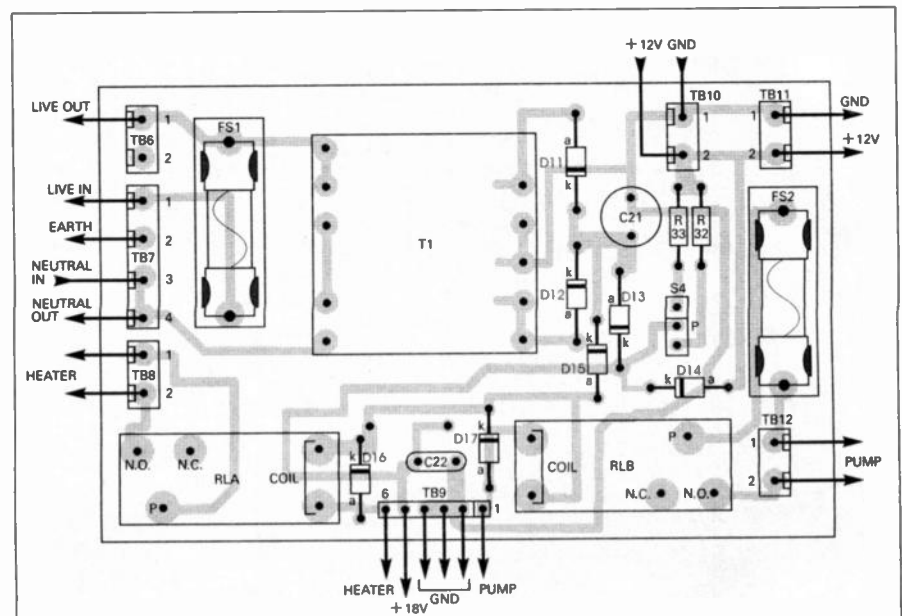 +12V GND
LIVE OUT
1
TB6
2
FS1
TB10
1
2
TB11
1
2
GND
+12V
LIVE IN
1
EARTH
2
TB7
NEUTRAL IN
3
NEUTRAL OUT
4
T1
a
D11
k
C21
R 33
R 32
FS2
k
D12
a
a
D13
k
S4
P
k
D15
a
k
D14
a
HEATER
1
TB8
2
N.O.
N.C.
RLA
P
COIL
k
D16
a
C22
k
D17
a
COIL
RLB
P
N.C.
N.O.
TB12
1
2
PUMP
6
TB9
1
HEATER
+18V
GND
PUMP